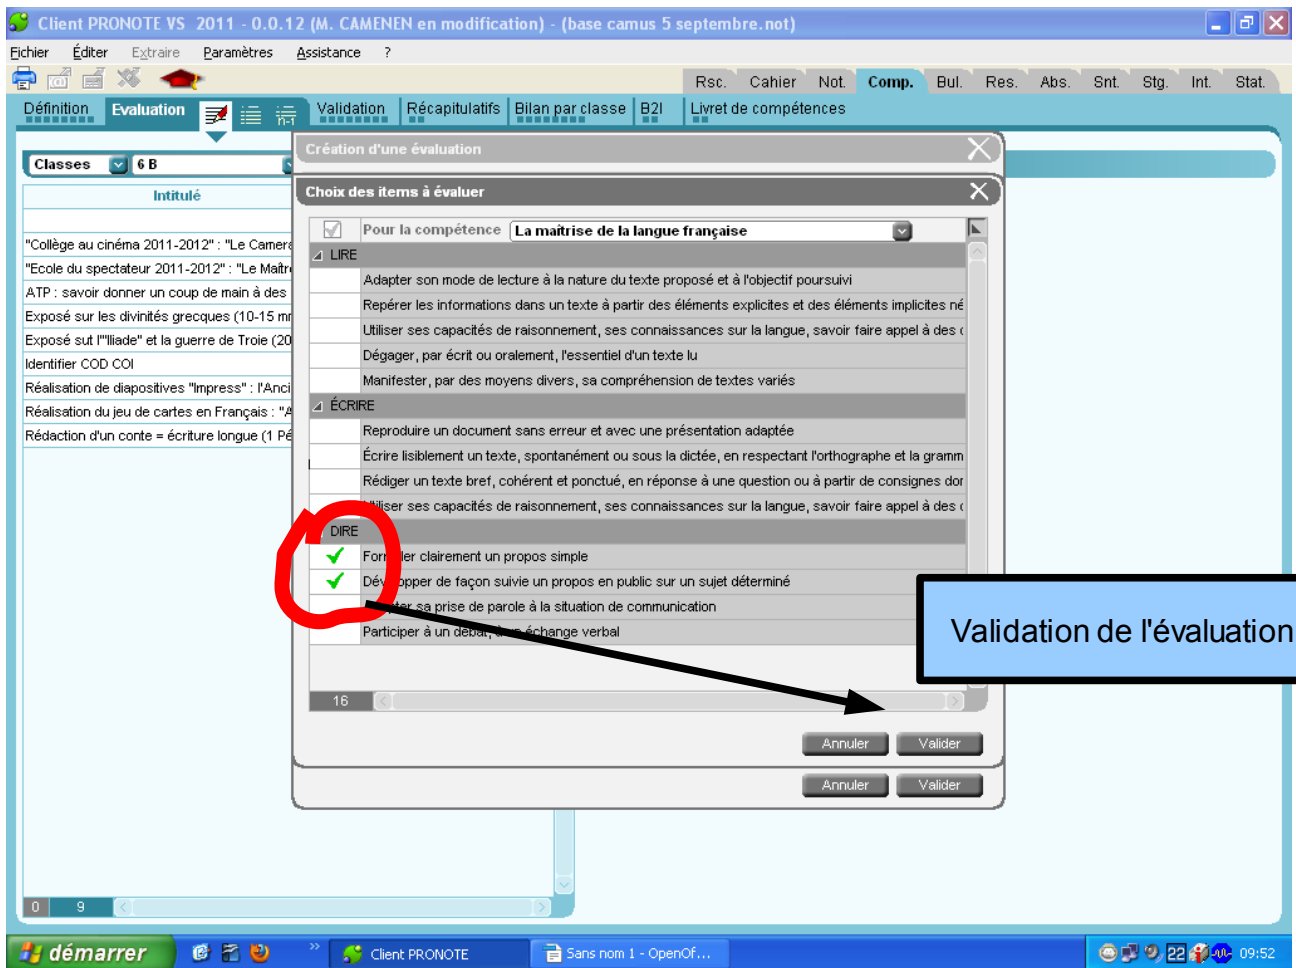 Client PRONOTE VS 2011 - 0.0.12 (M. CAMENEN en modification) - (base camus 5 septembre.not)
Fichier Éditer Extraire Paramètres Assistance ?
Rsc. Cahier Not. Comp. Bul. Res. Abs. Snt. Stg. Int. Stat.
Définition Evaluation n-1 Validation Récapitulatifs Bilan par classe B2I Livret de compétences
Création d'une évaluation
Classes 6 B
Choix des items à évaluer
Intitulé
Pour la compétence La maîtrise de la langue française
"Collège au cinéma 2011-2012" : "Le Camera
"Ecole du spectateur 2011-2012" : "Le Maîtr
ATP : savoir donner un coup de main à des
Exposé sur les divinités grecques (10-15 m
Exposé sut l'"Iliade" et la guerre de Troie (20
Identifier COD COI
Réalisation de diapositives "Impress" : l'Anci
Réalisation du jeu de cartes en Français : "A
Rédaction d'un conte = écriture longue (1 Pé
LIRE
Adapter son mode de lecture à la nature du texte proposé et à l'objectif poursuivi
Repérer les informations dans un texte à partir des éléments explicites et des éléments implicites né
Utiliser ses capacités de raisonnement, ses connaissances sur la langue, savoir faire appel à des
Dégager, par écrit ou oralement, l'essentiel d'un texte lu
Manifester, par des moyens divers, sa compréhension de textes variés
ÉCRIRE
Reproduire un document sans erreur et avec une présentation adaptée
Écrire lisiblement un texte, spontanément ou sous la dictée, en respectant l'orthographe et la gramm
Rédiger un texte bref, cohérent et ponctué, en réponse à une question ou à partir de consignes don
Utiliser ses capacités de raisonnement, ses connaissances sur la langue, savoir faire appel à des
DIRE
Formuler clairement un propos simple
Développer de façon suivie un propos en public sur un sujet déterminé
Adapter sa prise de parole à la situation de communication
Participer à un débat, à un échange verbal
Validation de l'évaluation
16
Annuler Valider
Annuler Valider
0 9
démarrer Client PRONOTE Sans nom 1 - OpenOf... 22 09:52